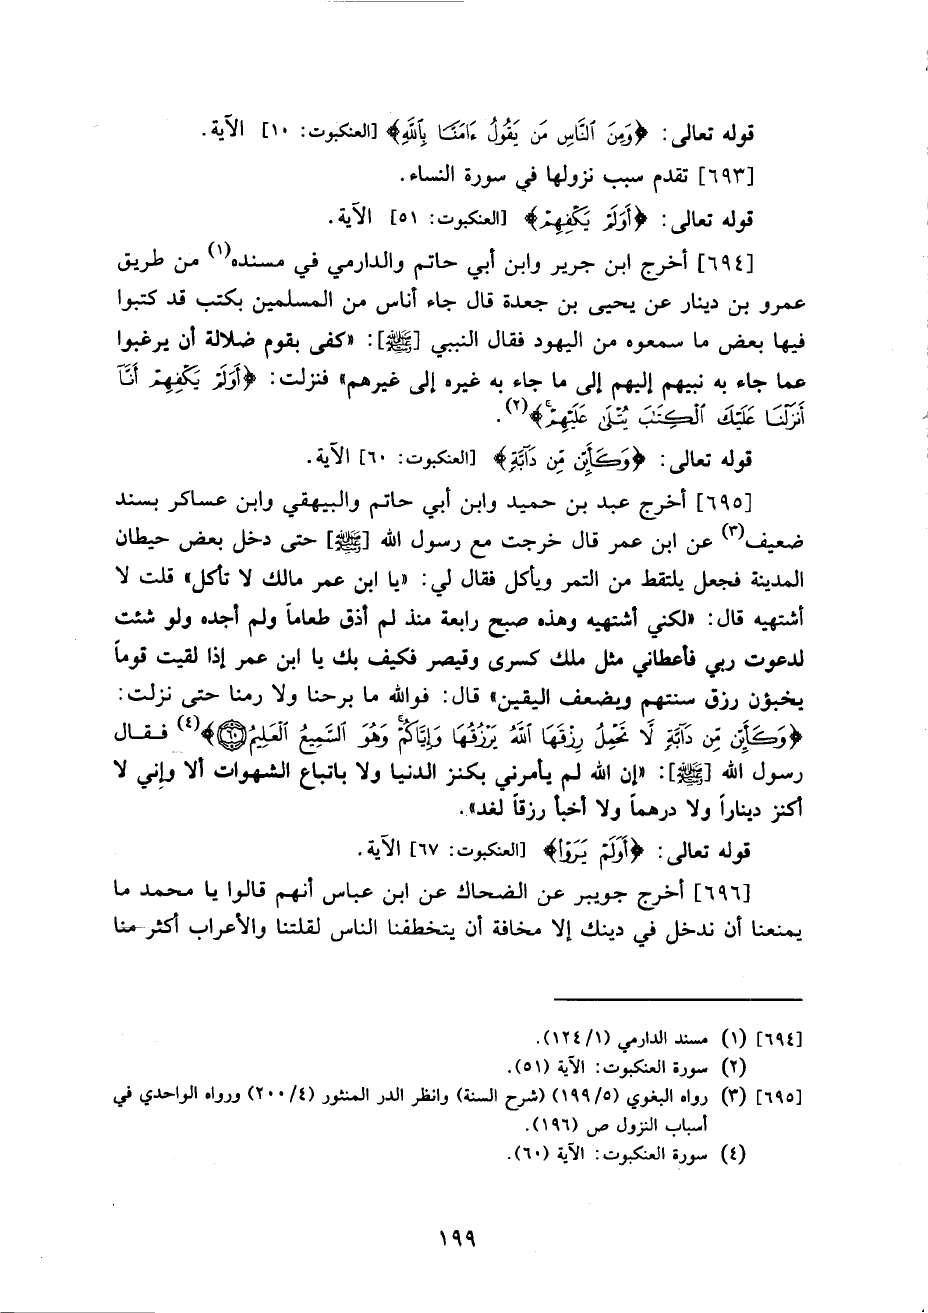 قوله تعالى: ﴿وَمِنَ ٱلنَّاسِ مَن يَقُولُ ءَامَنَّا بِٱللَّهِ﴾ [العنكبوت: ١٠] الآية.
[٦٩٣] تقدم سبب نزولها في سورة النساء.
قوله تعالى: ﴿أَوَلَمْ يَكْفِهِمْ﴾ [العنكبوت: ٥١] الآية.
[٦٩٤] أخرج ابن جرير وابن أبي حاتم والدارمي في مسنده(١) من طريق
عمرو بن دينار عن يحيى بن جعدة قال جاء أناس من المسلمين بكتب قد كتبوا
فيها بعض ما سمعوه من اليهود فقال النبي [ﷺ]: «كفى بقوم ضلالة أن يرغبوا
عما جاء به نبيهم إليهم إلى ما جاء به غيره إلى غيرهم» فنزلت: ﴿أَوَلَمْ يَكْفِهِمْ أَنَّآ
أَنزَلْنَا عَلَيْكَ ٱلْكِتَٰبَ يُتْلَىٰ عَلَيْهِمْ﴾(٢).
قوله تعالى: ﴿وَكَأَيِّن مِّن دَآبَّةٍ﴾ [العنكبوت: ٦٠] الآية.
[٦٩٥] أخرج عبد بن حميد وابن أبي حاتم والبيهقي وابن عساكر بسند
ضعيف(٣) عن ابن عمر قال خرجت مع رسول الله [ﷺ] حتى دخل بعض حيطان
المدينة فجعل يلتقط من التمر ويأكل فقال لي: «يا ابن عمر مالك لا تأكل» قلت لا
أشتهيه قال: «لكني أشتهيه وهذه صبح رابعة منذ لم أذق طعاماً ولم أجده ولو شئت
لدعوت ربي فأعطاني مثل ملك كسرى وقيصر فكيف بك يا ابن عمر إذا لقيت قوماً
يخبؤن رزق سنتهم ويضعف اليقين» قال: فوالله ما برحنا ولا رمنا حتى نزلت:
﴿وَكَأَيِّن مِّن دَآبَّةٍ لَّا تَحْمِلُ رِزْقَهَا ٱللَّهُ يَرْزُقُهَا وَإِيَّاكُمْ وَهُوَ ٱلسَّمِيعُ ٱلْعَلِيمُ ٦٠﴾(٤) فقال
رسول الله [ﷺ]: «إن الله لم يأمرني بكنز الدنيا ولا باتباع الشهوات ألا وإني لا
أكنز ديناراً ولا درهماً ولا أخبأ رزقاً لغد».
قوله تعالى: ﴿أَوَلَمْ يَرَوْا۟﴾ [العنكبوت: ٦٧] الآية.
[٦٩٦] أخرج جويبر عن الضحاك عن ابن عباس أنهم قالوا يا محمد ما
يمنعنا أن ندخل في دينك إلا مخافة أن يتخطفنا الناس لقلتنا والأعراب أكثر منا
[٦٩٤] (١) مسند الدارمي (١/ ١٢٤).
(٢) سورة العنكبوت: الآية (٥١).
[٦٩٥] (٣) رواه البغوي (٥/ ١٩٩) (شرح السنة) وانظر الدر المنثور (٤/ ٢٠٠) ورواه الواحدي في
أسباب النزول ص (١٩٦).
(٤) سورة العنكبوت: الآية (٦٠).
١٩٩